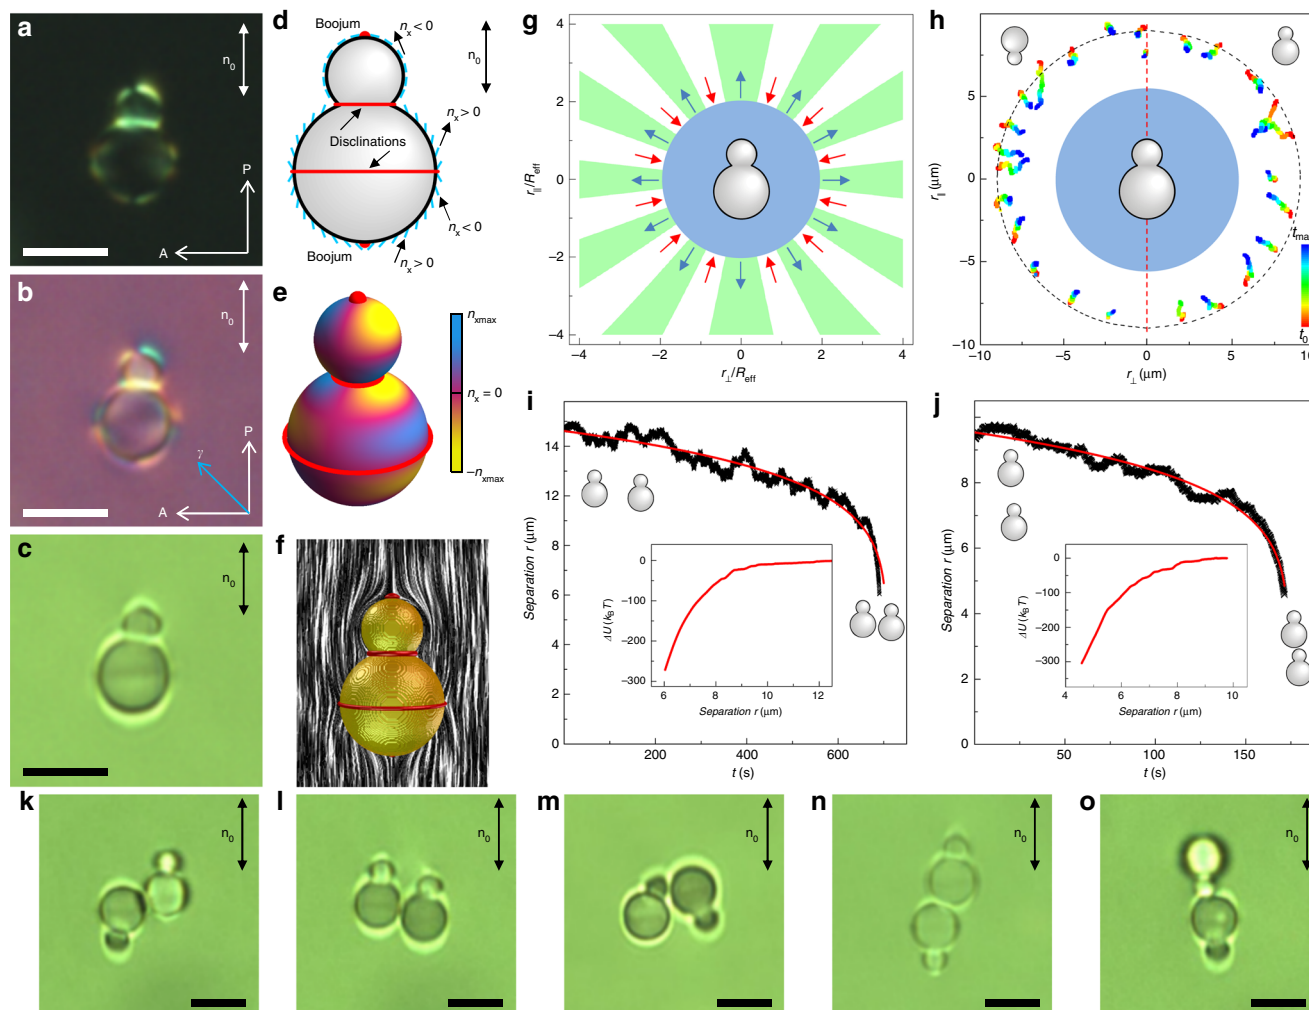 a
n0
P
A
b
n0
P
γ
A
c
n0
d
Boojum
nx < 0
n0
nx > 0
Disclinations
nx < 0
Boojum
nx > 0
e
nxmax
nx = 0
−nxmax
f
g
4
2
0
−2
−4
r∥/Reff
−4 −2 0 2 4
r⊥/Reff
h
10
5
0
−5
−10
r∥ (μm)
tmax
t0
−10 −5 0 5 10
r⊥ (μm)
i
14
12
10
8
6
4
2
0
Separation r (μm)
200 400 600
t (s)
0
−100
−200
−300
ΔU (kBT)
6 8 10 12
Separation r (μm)
j
10
8
6
4
2
0
Separation r (μm)
50 100 150
t (s)
0
−100
−200
−300
ΔU (kBT)
4 6 8 10
Separation r (μm)
k
n0
l
n0
m
n0
n
n0
o
n0